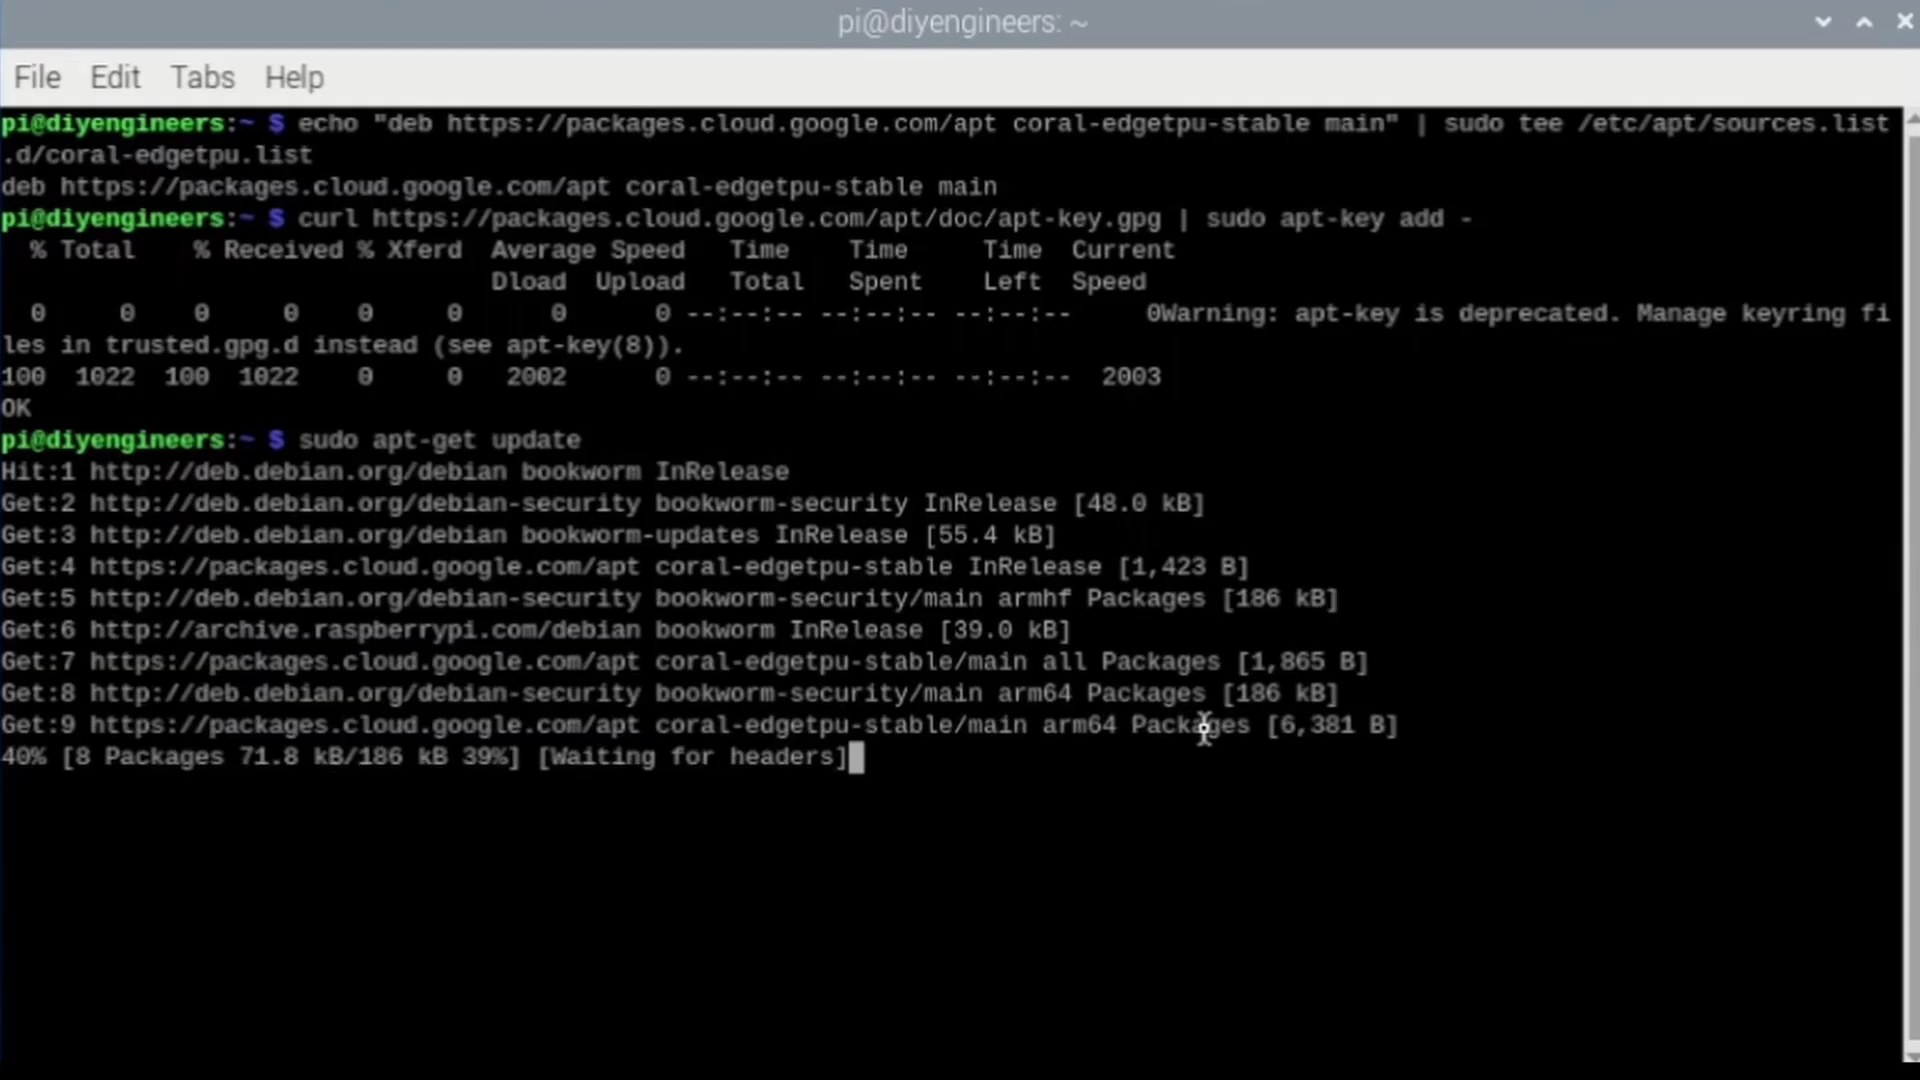 pi@diyengineers: ~
File Edit Tabs Help
pi@diyengineers:~ $ echo "deb https://packages.cloud.google.com/apt coral-edgetpu-stable main" | sudo tee /etc/apt/sources.list
.d/coral-edgetpu.list
deb https://packages.cloud.google.com/apt coral-edgetpu-stable main
pi@diyengineers:~ $ curl https://packages.cloud.google.com/apt/doc/apt-key.gpg | sudo apt-key add -
  % Total    % Received % Xferd  Average Speed   Time    Time     Time  Current
                                 Dload  Upload   Total   Spent    Left  Speed
  0     0    0     0    0     0      0      0 --:--:-- --:--:-- --:--:--     0Warning: apt-key is deprecated. Manage keyring fi
les in trusted.gpg.d instead (see apt-key(8)).
100  1022  100  1022    0     0   2002      0 --:--:-- --:--:-- --:--:--  2003
OK
pi@diyengineers:~ $ sudo apt-get update
Hit:1 http://deb.debian.org/debian bookworm InRelease
Get:2 http://deb.debian.org/debian-security bookworm-security InRelease [48.0 kB]
Get:3 http://deb.debian.org/debian bookworm-updates InRelease [55.4 kB]
Get:4 https://packages.cloud.google.com/apt coral-edgetpu-stable InRelease [1,423 B]
Get:5 http://deb.debian.org/debian-security bookworm-security/main armhf Packages [186 kB]
Get:6 http://archive.raspberrypi.com/debian bookworm InRelease [39.0 kB]
Get:7 https://packages.cloud.google.com/apt coral-edgetpu-stable/main all Packages [1,865 B]
Get:8 http://deb.debian.org/debian-security bookworm-security/main arm64 Packages [186 kB]
Get:9 https://packages.cloud.google.com/apt coral-edgetpu-stable/main arm64 Packages [6,381 B]
40% [8 Packages 71.8 kB/186 kB 39%] [Waiting for headers]